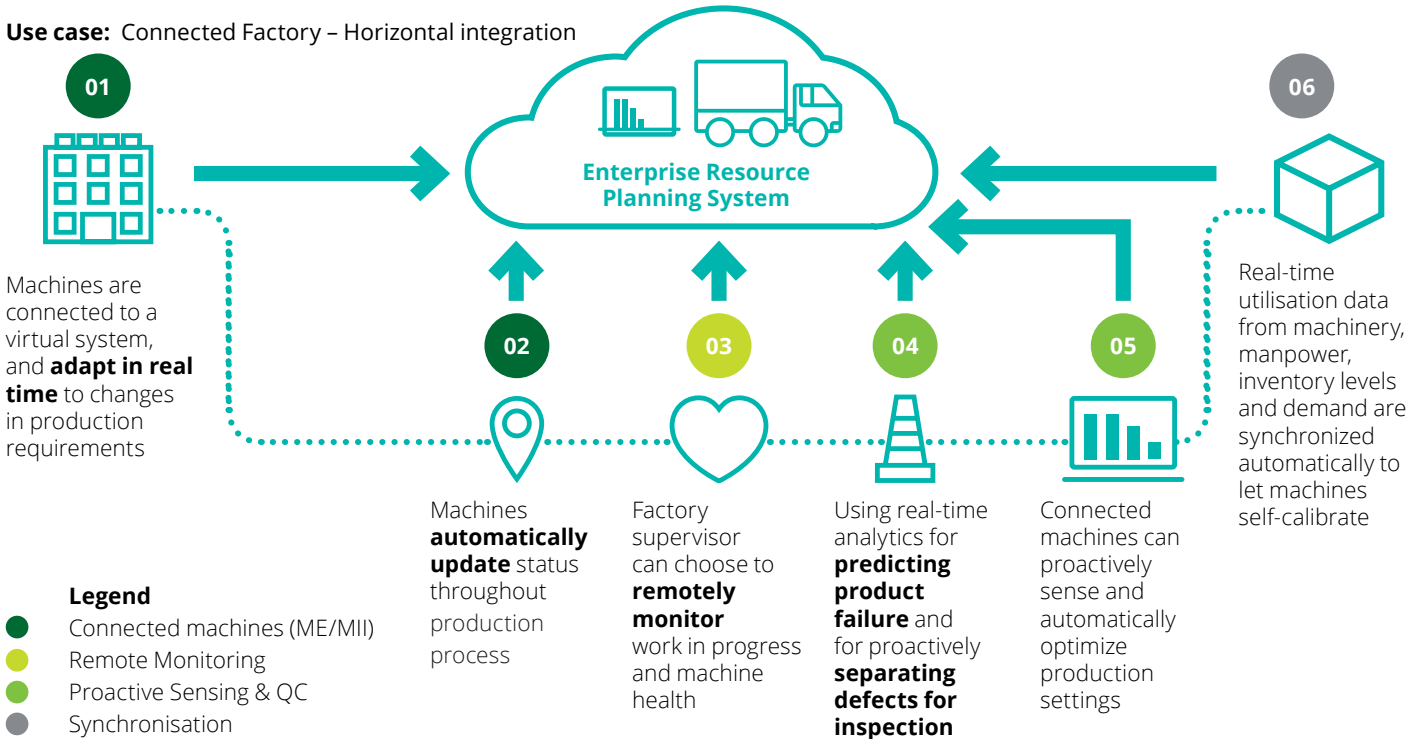 Use case: Connected Factory – Horizontal integration
01
Enterprise Resource
Planning System
06
Machines are
connected to a
virtual system,
and adapt in real
time to changes
in production
requirements
02
Machines
automatically
update status
throughout
production
process
03
Factory
supervisor
can choose to
remotely
monitor
work in progress
and machine
health
04
Using real-time
analytics for
predicting
product
failure and
for proactively
separating
defects for
inspection
05
Connected
machines can
proactively
sense and
automatically
optimize
production
settings
Real-time
utilisation data
from machinery,
manpower,
inventory levels
and demand are
synchronized
automatically to
let machines
self-calibrate
Legend
Connected machines (ME/MII)
Remote Monitoring
Proactive Sensing & QC
Synchronisation